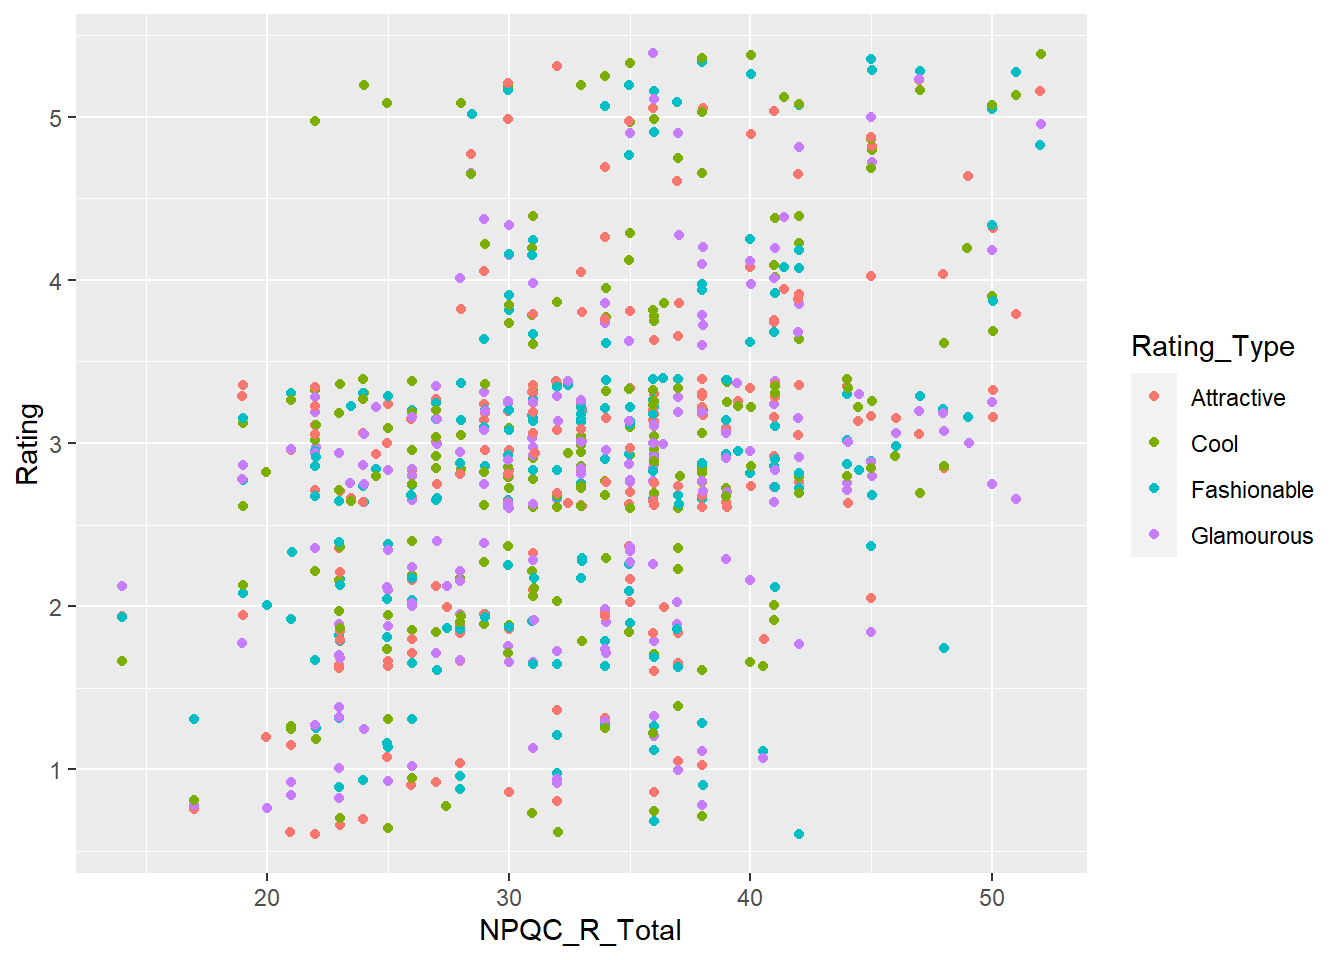 5
4
3
2
1
Rating
20
30
40
50
NPQC_R_Total
Rating_Type
Attractive
Cool
Fashionable
Glamourous